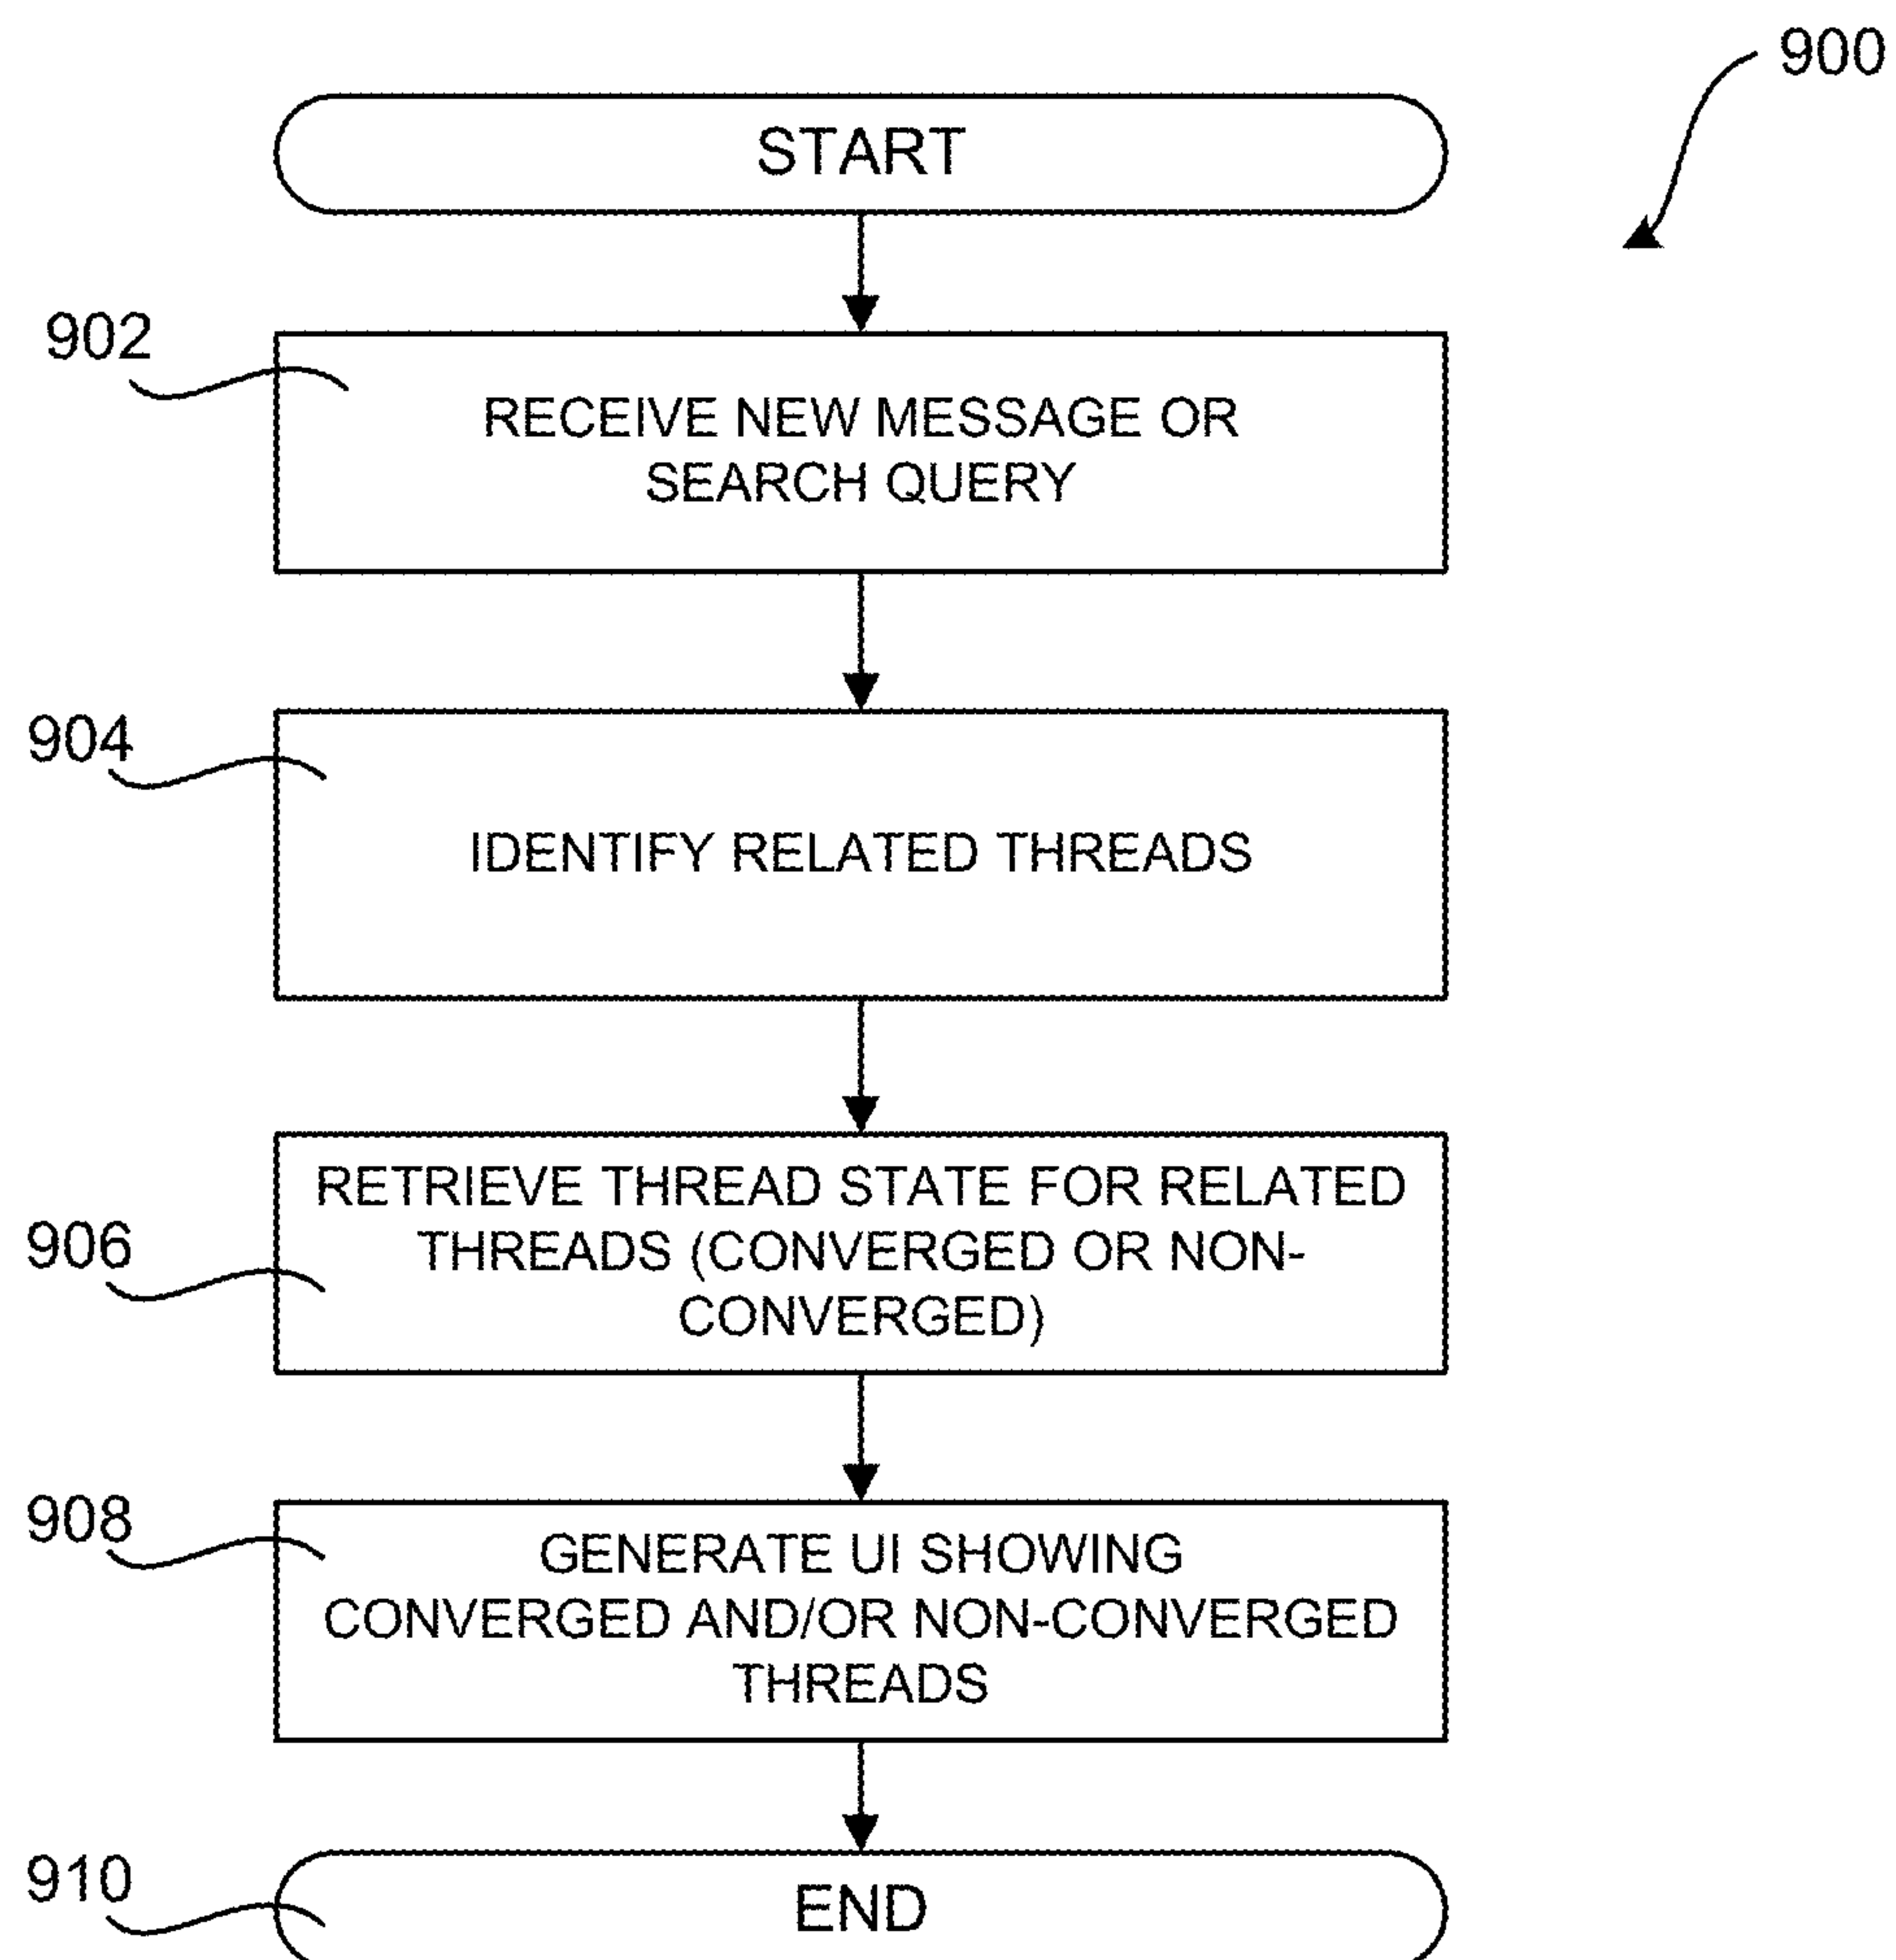 900
START
902
RECEIVE NEW MESSAGE OR
SEARCH QUERY
904
IDENTIFY RELATED THREADS
RETRIEVE THREAD STATE FOR RELATED
906
THREADS (CONVERGED OR NON-
CONVERGED)
908
GENERATE UI SHOWING
CONVERGED AND/OR NON-CONVERGED
THREADS
910
END